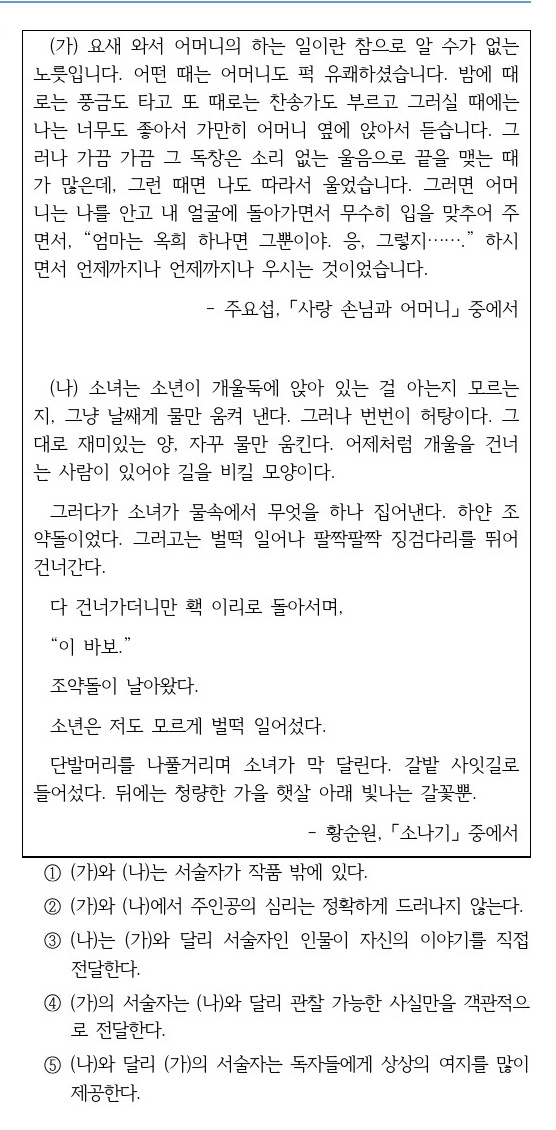 (가) 요새 와서 어머니의 하는 일이란 참으로 알 수가 없는
노릇입니다. 어떤 때는 어머니도 퍽 유쾌하셨습니다. 밤에 때
로는 풍금도 타고 또 때로는 찬송가도 부르고 그러실 때에는
나는 너무도 좋아서 가만히 어머니 옆에 앉아서 듣습니다. 그
러나 가끔 가끔 그 독창은 소리 없는 울음으로 끝을 맺는 때
가 많은데, 그런 때면 나도 따라서 울었습니다. 그러면 어머
니는 나를 안고 내 얼굴에 돌아가면서 무수히 입을 맞추어 주
면서, “엄마는 옥희 하나면 그뿐이야. 응, 그렇지…….” 하시
면서 언제까지나 언제까지나 우시는 것이었습니다.
- 주요섭, 「사랑 손님과 어머니」 중에서
(나) 소녀는 소년이 개울둑에 앉아 있는 걸 아는지 모르는
지, 그냥 날쌔게 물만 움켜 낸다. 그러나 번번이 허탕이다. 그
대로 재미있는 양, 자꾸 물만 움킨다. 어제처럼 개울을 건너
는 사람이 있어야 길을 비킬 모양이다.
그러다가 소녀가 물속에서 무엇을 하나 집어낸다. 하얀 조
약돌이었다. 그러고는 벌떡 일어나 팔짝팔짝 징검다리를 뛰어
건너간다.
다 건너가더니만 홱 이리로 돌아서며,
“이 바보.”
조약돌이 날아왔다.
소년은 저도 모르게 벌떡 일어섰다.
단발머리를 나풀거리며 소녀가 막 달린다. 갈밭 사잇길로
들어섰다. 뒤에는 청량한 가을 햇살 아래 빛나는 갈꽃뿐.
- 황순원, 「소나기」 중에서
① (가)와 (나)는 서술자가 작품 밖에 있다.
② (가)와 (나)에서 주인공의 심리는 정확하게 드러나지 않는다.
③ (나)는 (가)와 달리 서술자인 인물이 자신의 이야기를 직접
전달한다.
④ (가)의 서술자는 (나)와 달리 관찰 가능한 사실만을 객관적으
로 전달한다.
⑤ (나)와 달리 (가)의 서술자는 독자들에게 상상의 여지를 많이
제공한다.